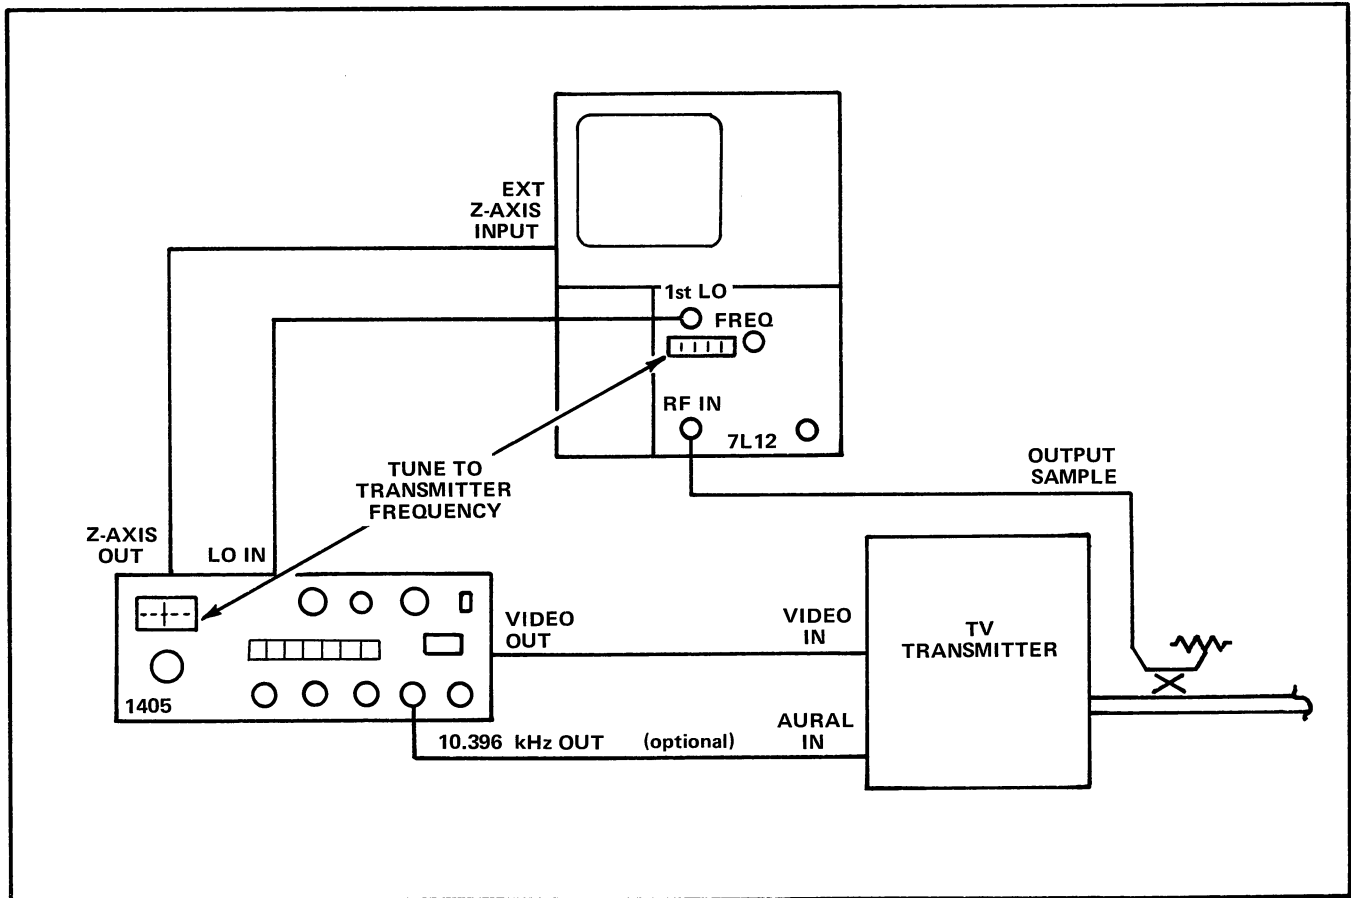 EXT
Z-AXIS
INPUT
1st LO
FREQ
RF IN
7L12
OUTPUT
SAMPLE
TUNE TO
TRANSMITTER
FREQUENCY
Z-AXIS
OUT
LO IN
VIDEO
OUT
VIDEO
IN
TV
TRANSMITTER
1405
10.396 kHz OUT (optional)
AURAL
IN